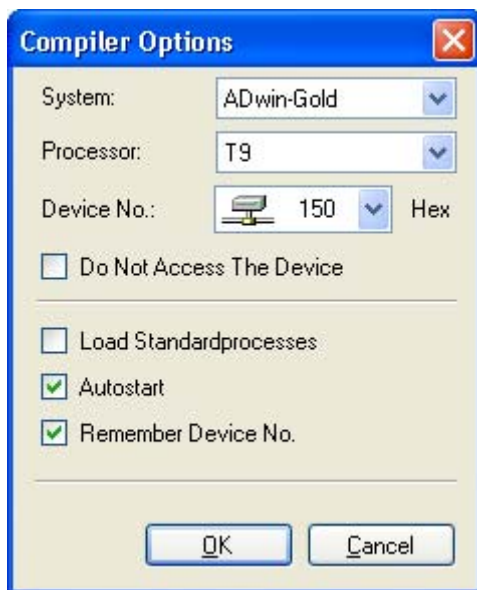 Compiler Options
System: ADwin-Gold
Processor: T9
Device No.: 150 Hex
Do Not Access The Device
Load Standardprocesses
Autostart
Remember Device No.
OK Cancel